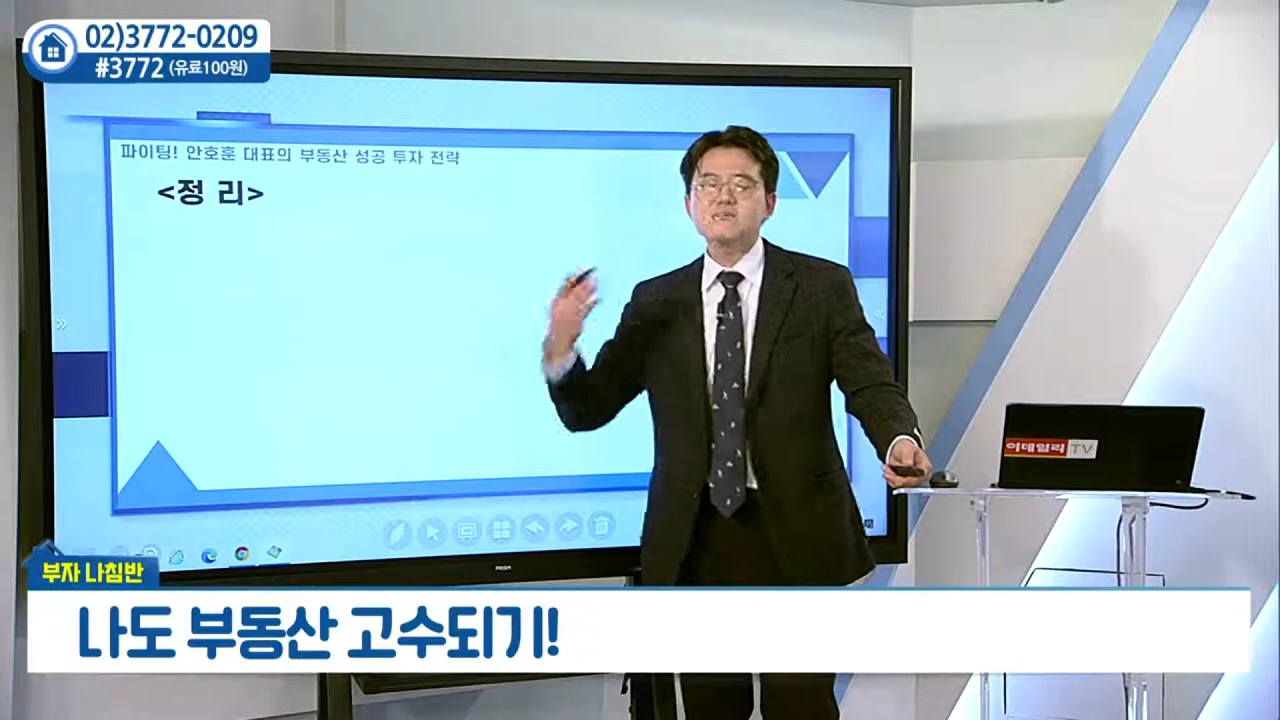 02)3772-0209
#3772 (유료100원)
파이팅! 안호훈 대표의 부동산 성공 투자 전략
<정 리>
이데일리 TV
부자 나침반
나도 부동산 고수되기!